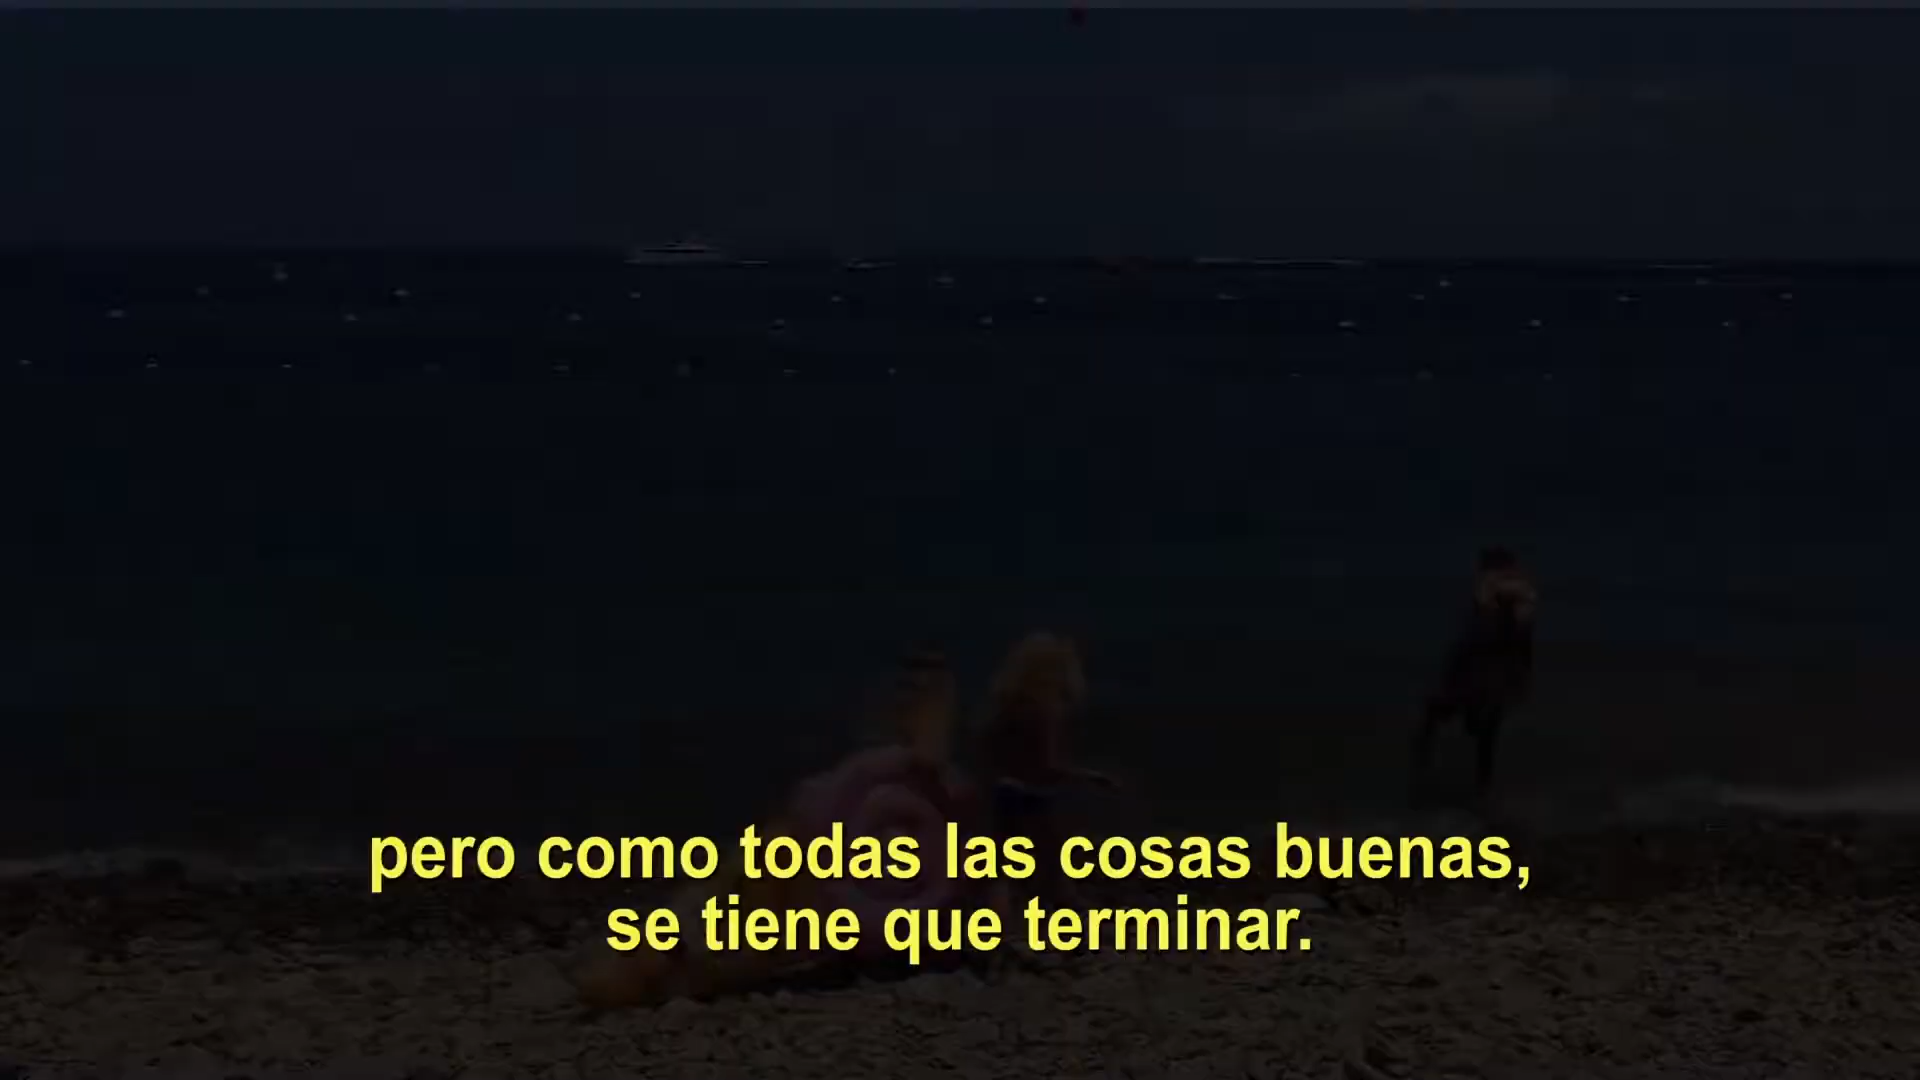 pero como todas las cosas buenas,
se tiene que terminar.